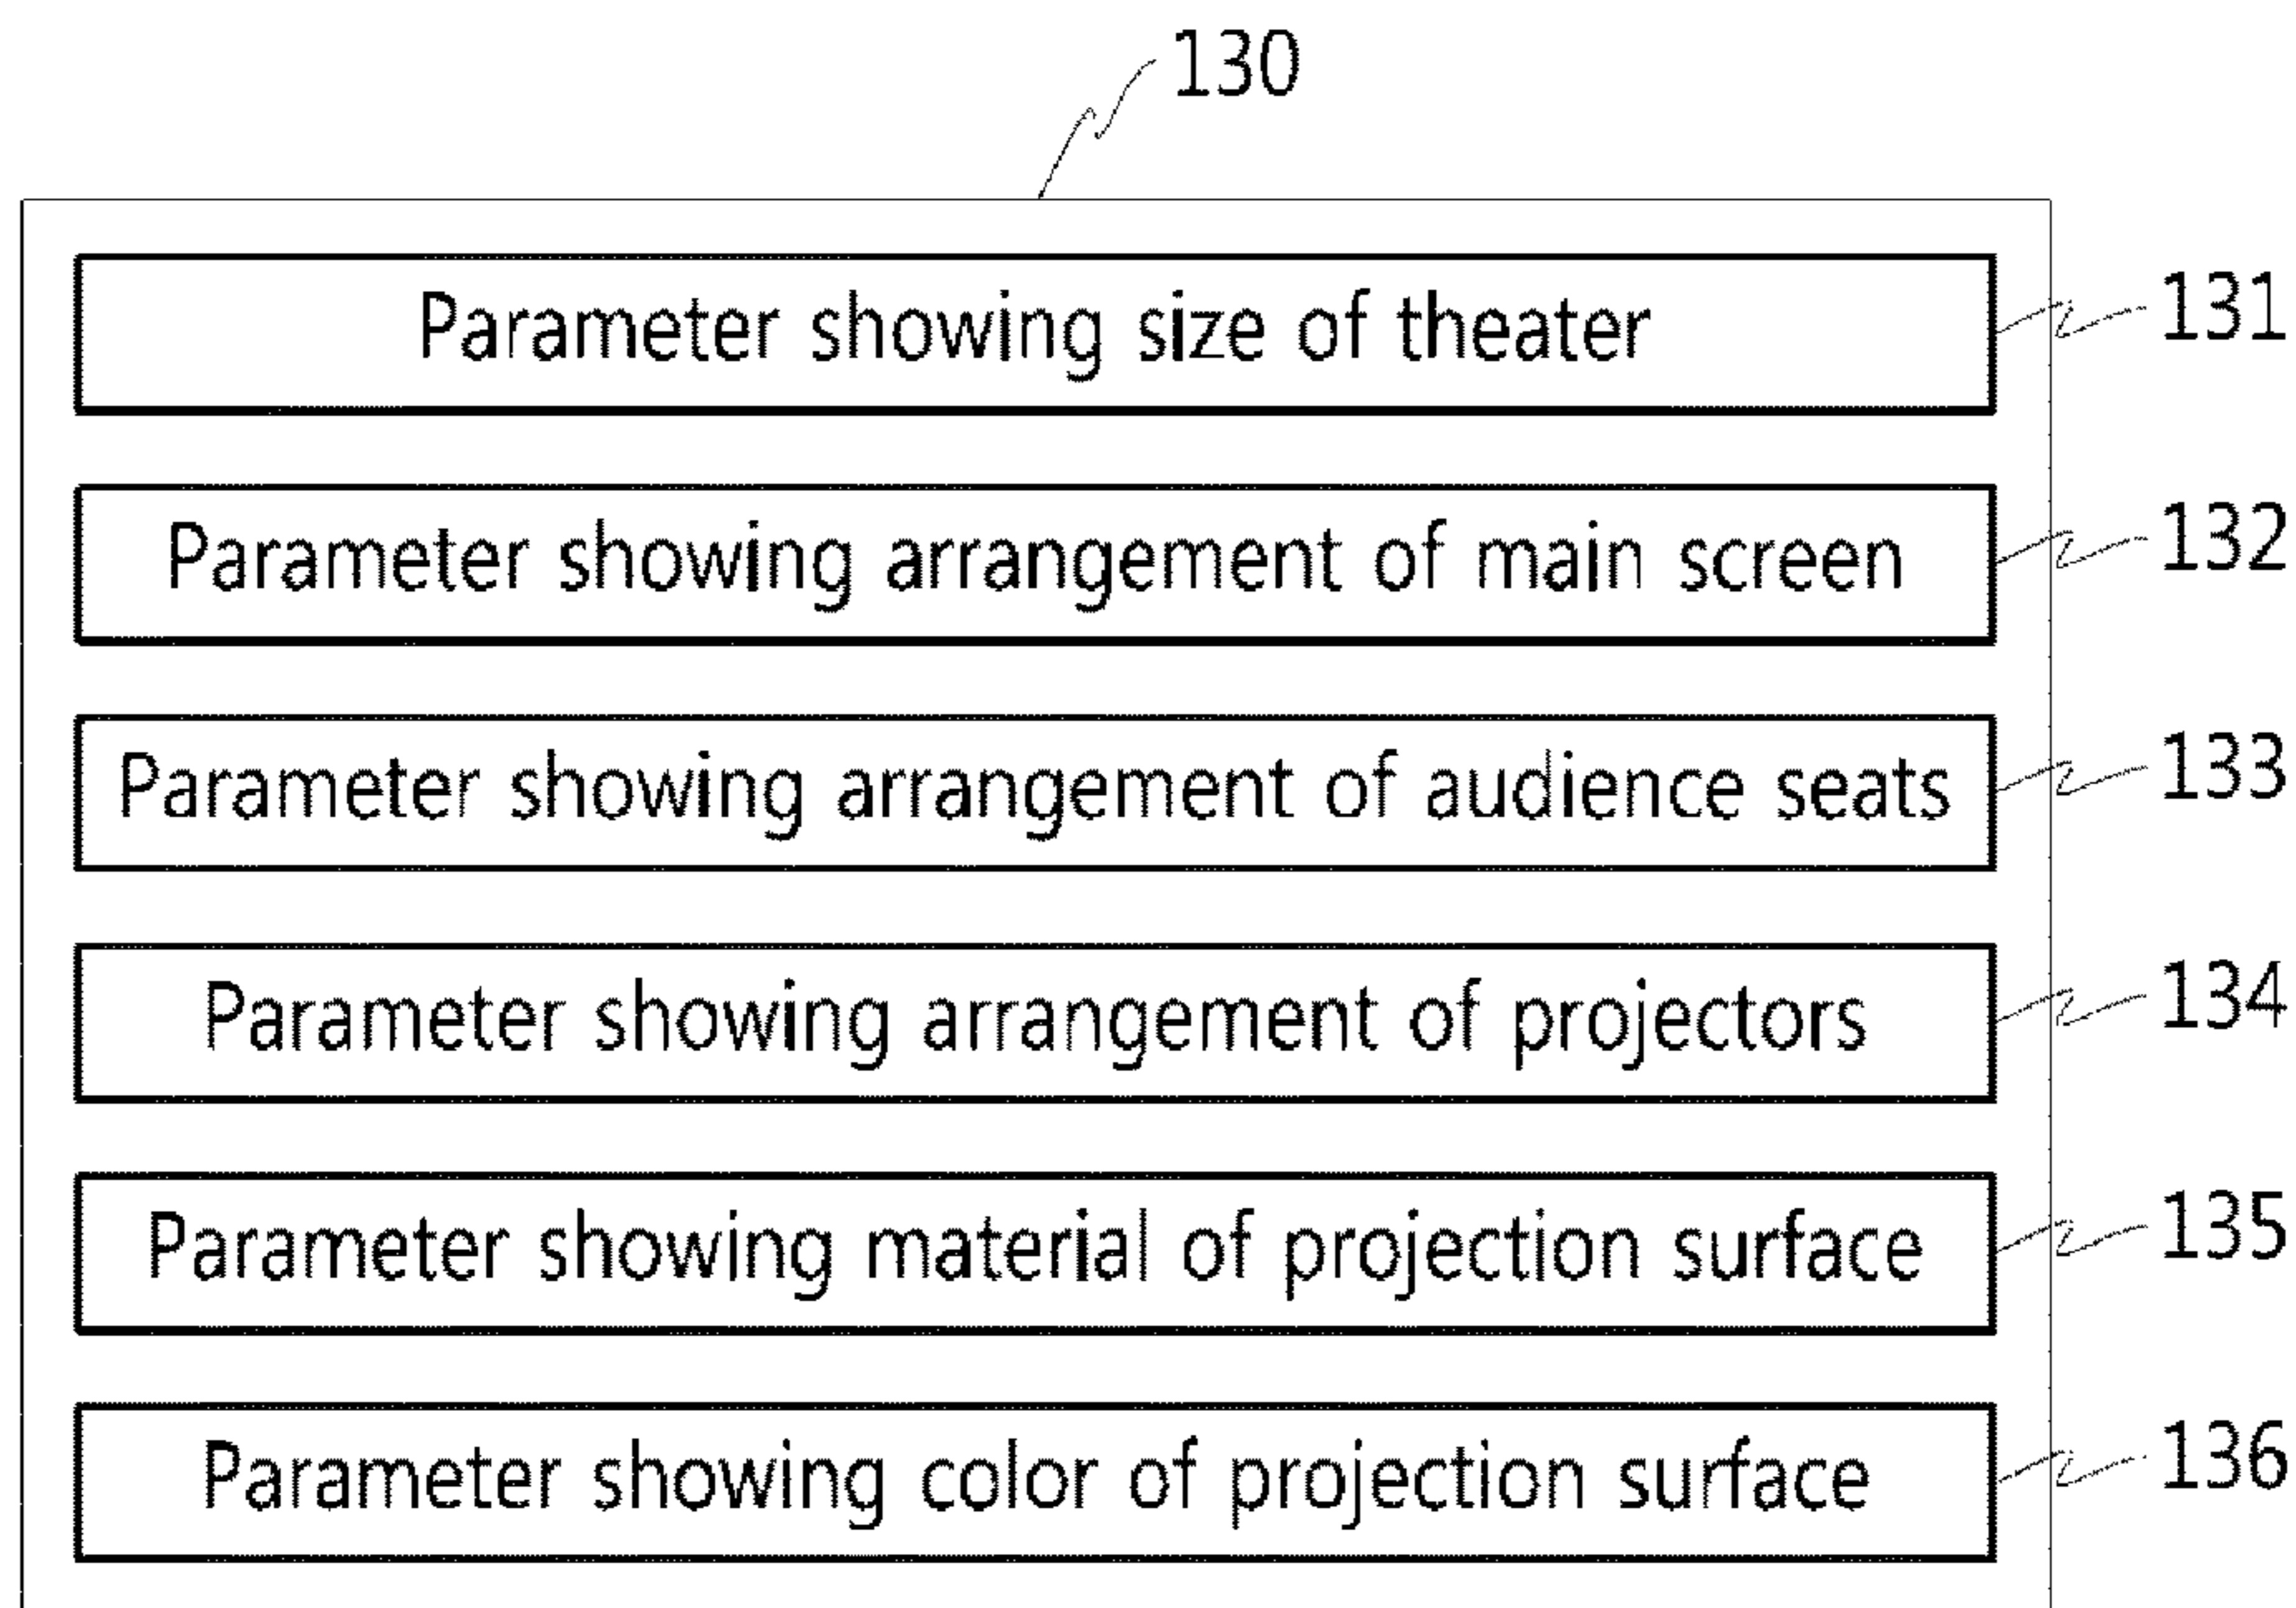 130
Parameter showing size of theater 131
Parameter showing arrangement of main screen 132
Parameter showing arrangement of audience seats 133
Parameter showing arrangement of projectors 134
Parameter showing material of projection surface 135
Parameter showing color of projection surface 136